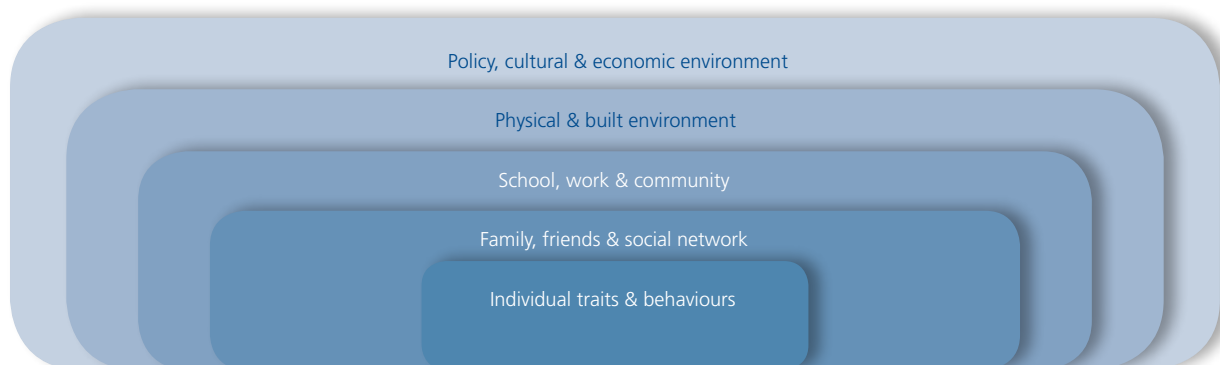 Policy, cultural & economic environment
Physical & built environment
School, work & community
Family, friends & social network
Individual traits & behaviours